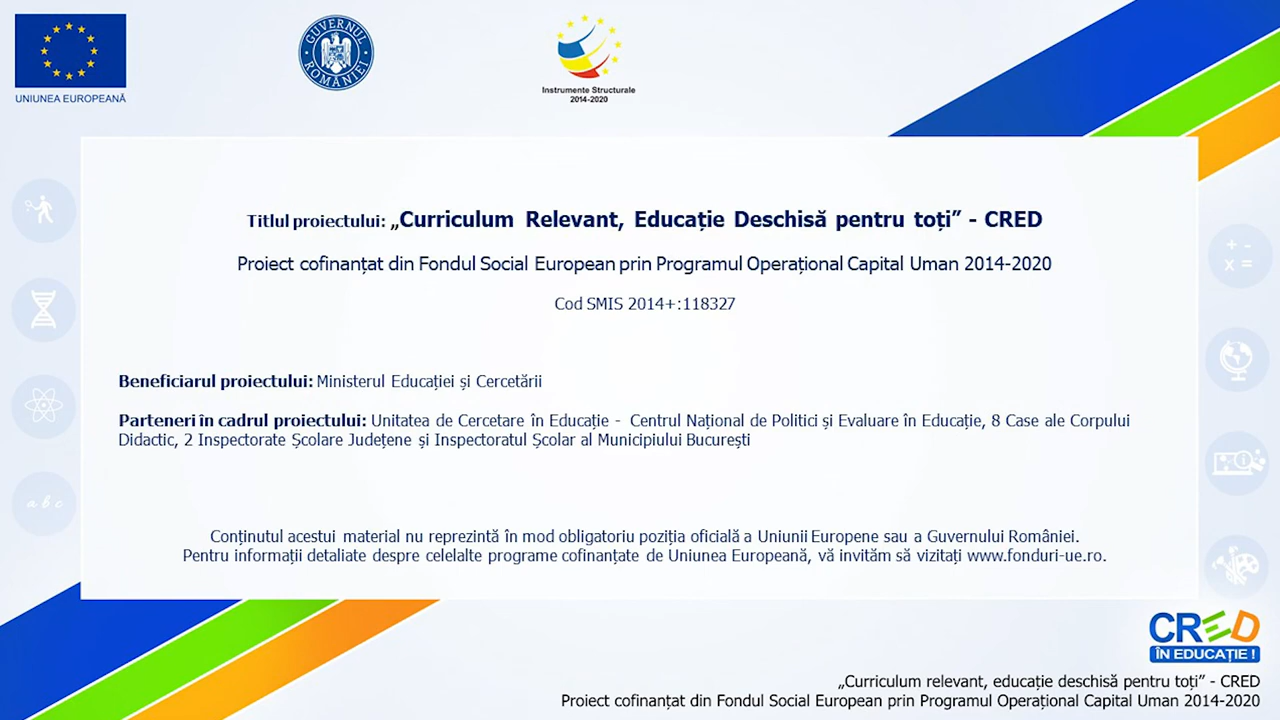 UNIUNEA EUROPEANĂ
GUVERNUL ROMÂNIEI
Instrumente Structurale
2014-2020
Titlul proiectului: „Curriculum Relevant, Educație Deschisă pentru toți” - CRED
Proiect cofinanțat din Fondul Social European prin Programul Operațional Capital Uman 2014-2020
Cod SMIS 2014+:118327
+ -
x =
Beneficiarul proiectului: Ministerul Educației și Cercetării
Parteneri în cadrul proiectului: Unitatea de Cercetare în Educație - Centrul Național de Politici și Evaluare în Educație, 8 Case ale Corpului
Didactic, 2 Inspectorate Școlare Județene și Inspectoratul Școlar al Municipiului București
a b c
Conținutul acestui material nu reprezintă în mod obligatoriu poziția oficială a Uniunii Europene sau a Guvernului României.
Pentru informații detaliate despre celelalte programe cofinanțate de Uniunea Europeană, vă invităm să vizitați www.fonduri-ue.ro.
CRED
ÎN EDUCAȚIE !
„Curriculum relevant, educație deschisă pentru toți” - CRED
Proiect cofinanțat din Fondul Social European prin Programul Operațional Capital Uman 2014-2020